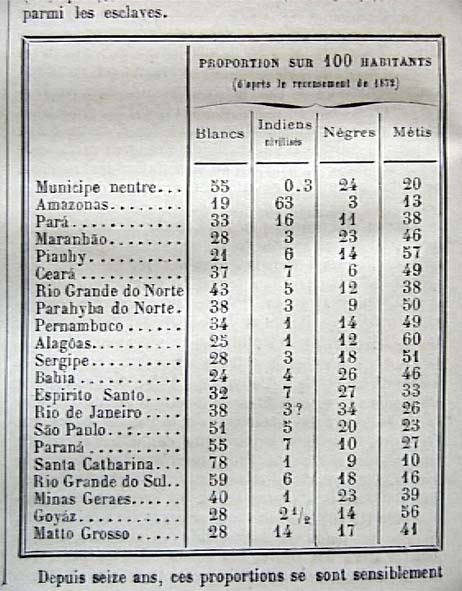 parmi les esclaves.
PROPORTION SUR 100 HABITANTS
(d'après le recensement de 1872)
Blancs Indiens civilisés Nègres Métis
Municipe neutre... 55 0.3 24 20
Amazonas........ 19 63 3 13
Pará............ 33 16 11 38
Maranhão........ 28 3 23 46
Piauhy.......... 21 6 14 57
Ceará........... 37 7 6 49
Rio Grande do Norte 43 5 12 38
Parahyba do Norte. 38 3 9 50
Pernambuco ..... 34 1 14 49
Alagôas......... 25 1 12 60
Sergipe......... 28 3 18 51
Bahia .......... 24 4 26 46
Espirito Santo.... 32 7 27 33
Rio de Janeiro .... 38 3? 34 26
São Paulo....... 51 5 20 23
Paraná.......... 55 7 10 27
Santa Catharina... 78 1 9 10
Rio Grande do Sul.. 59 6 18 16
Minas Geraes..... 40 1 23 39
Goyáz........... 28 2 1/2 14 56
Matto Grosso ..... 28 14 17 41
Depuis seize ans, ces proportions se sont sensiblement